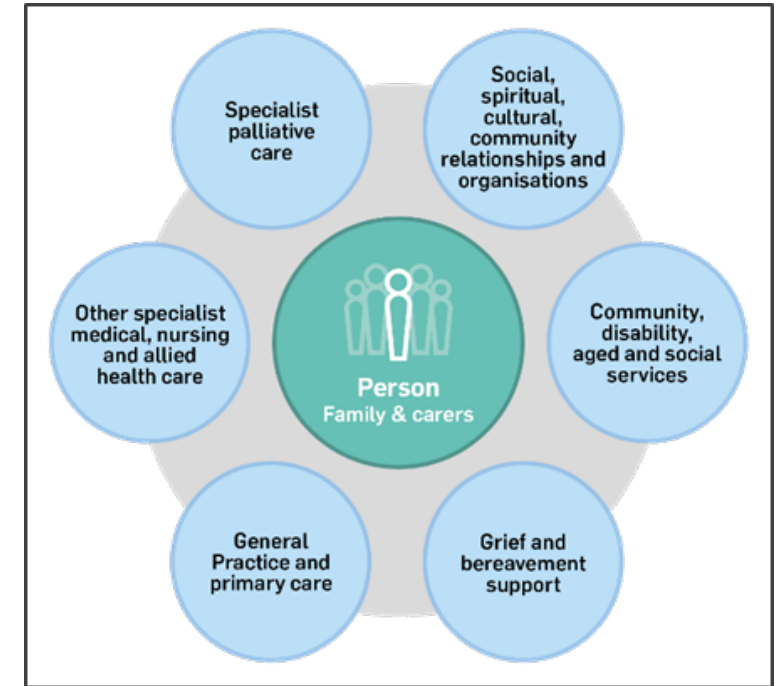 Specialist
palliative
care
Social,
spiritual,
cultural,
community
relationships and
organisations
Other specialist
medical, nursing
and allied
health care
Person
Family & carers
Community,
disability,
aged and social
services
General
Practice and
primary care
Grief and
bereavement
support